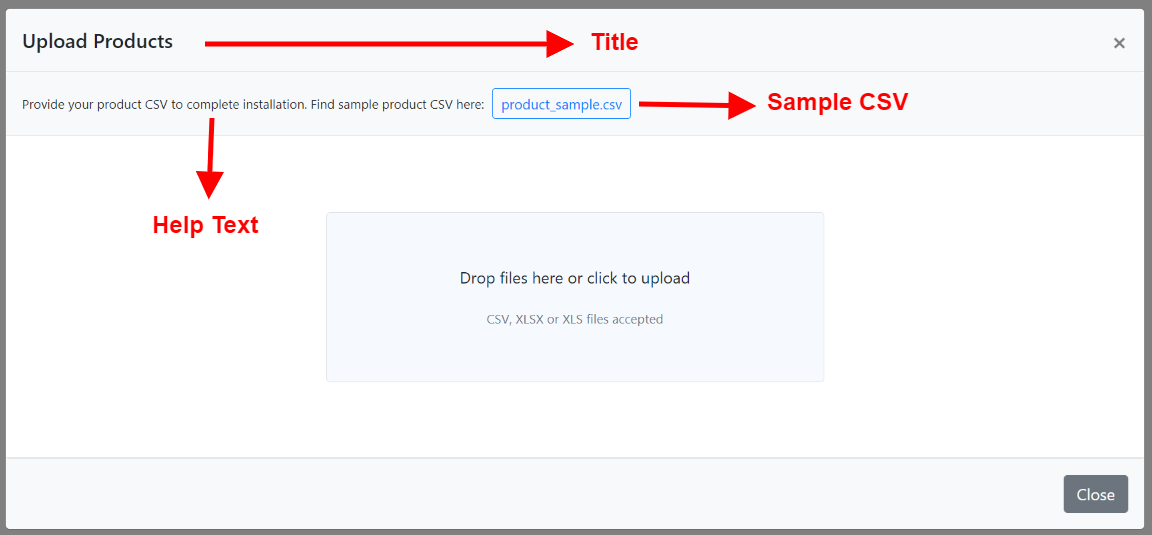 Upload Products
Title
×
Provide your product CSV to complete installation. Find sample product CSV here:
product_sample.csv
Sample CSV
Help Text
Drop files here or click to upload
CSV, XLSX or XLS files accepted
Close